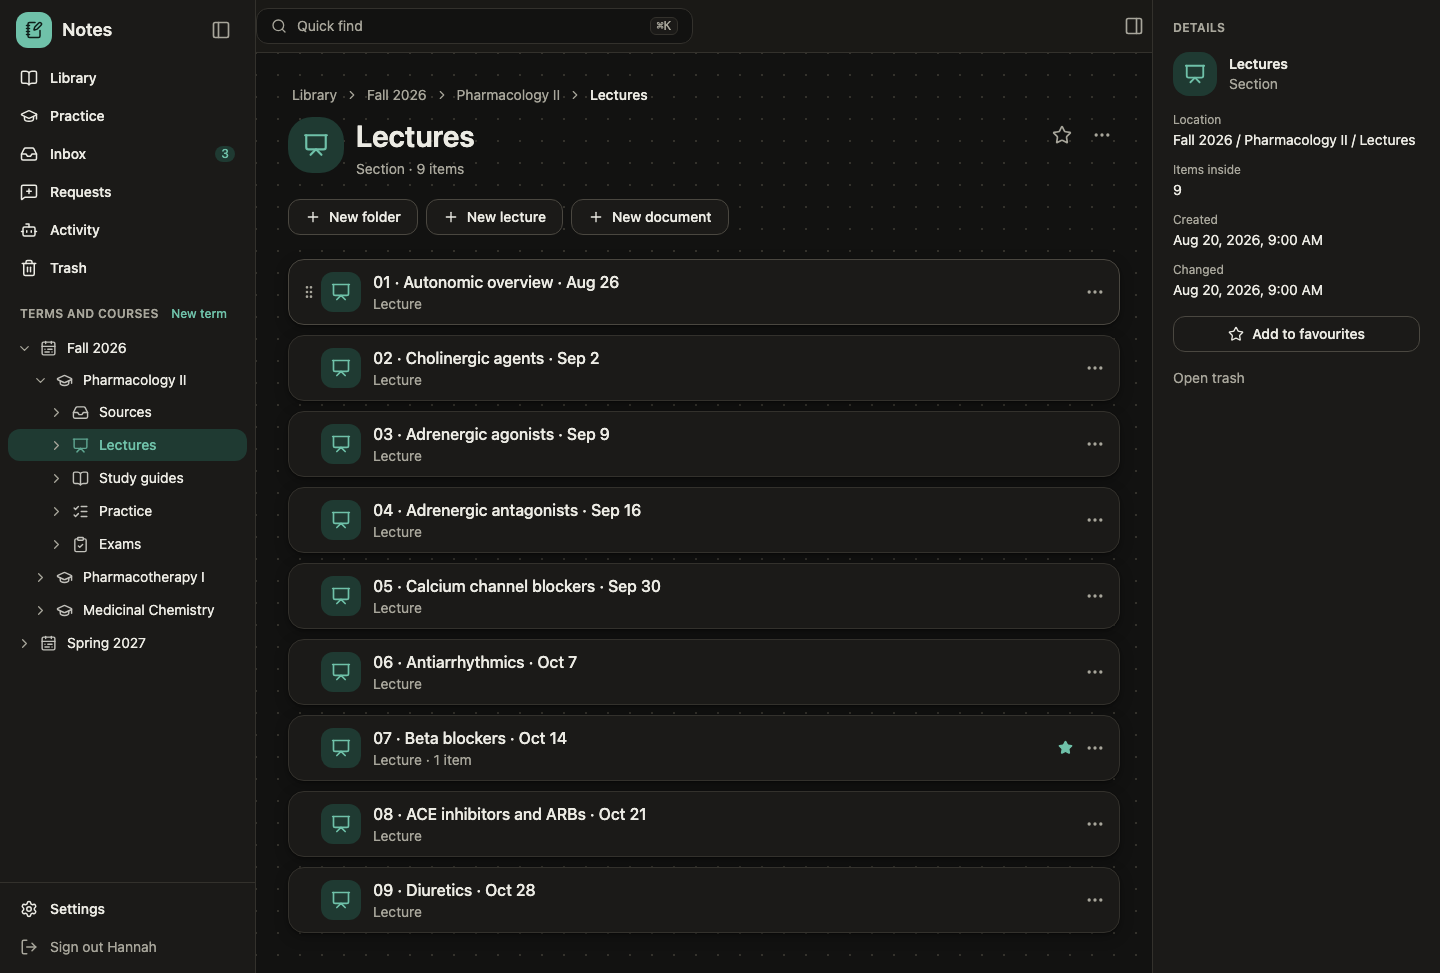 Notes
Library
Practice
Inbox 3
Requests
Activity
Trash
TERMS AND COURSES New term
Fall 2026
Pharmacology II
Sources
Lectures
Study guides
Practice
Exams
Pharmacotherapy I
Medicinal Chemistry
Spring 2027
Settings
Sign out Hannah
Quick find ⌘K
Library > Fall 2026 > Pharmacology II > Lectures
Lectures
Section · 9 items
+ New folder + New lecture + New document
01 · Autonomic overview · Aug 26
Lecture
02 · Cholinergic agents · Sep 2
Lecture
03 · Adrenergic agonists · Sep 9
Lecture
04 · Adrenergic antagonists · Sep 16
Lecture
05 · Calcium channel blockers · Sep 30
Lecture
06 · Antiarrhythmics · Oct 7
Lecture
07 · Beta blockers · Oct 14
Lecture · 1 item
08 · ACE inhibitors and ARBs · Oct 21
Lecture
09 · Diuretics · Oct 28
Lecture
DETAILS
Lectures
Section
Location
Fall 2026 / Pharmacology II / Lectures
Items inside
9
Created
Aug 20, 2026, 9:00 AM
Changed
Aug 20, 2026, 9:00 AM
Add to favourites
Open trash